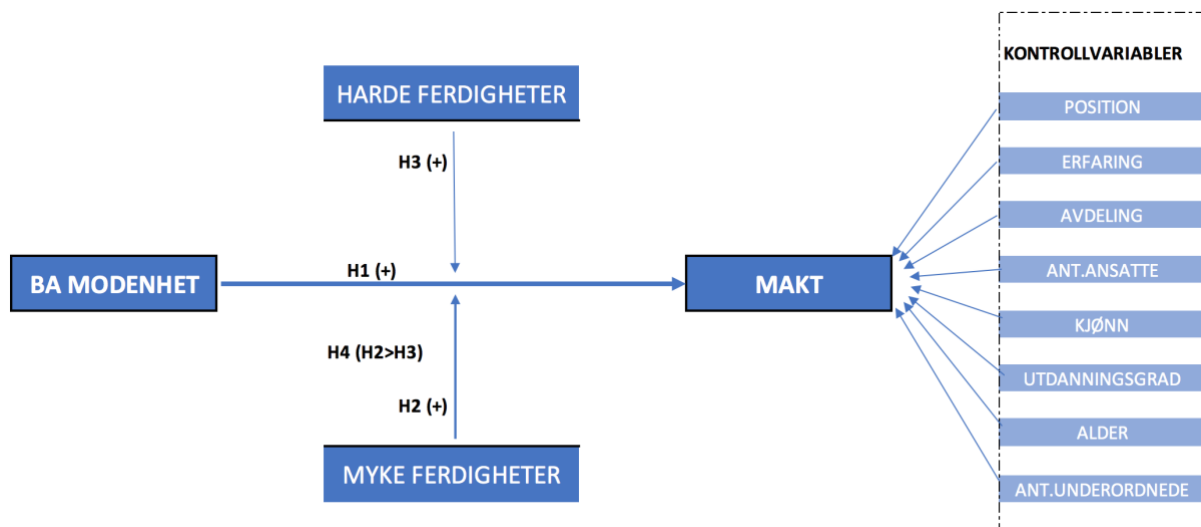 KONTROLLVARIABLER
HARDE FERDIGHETER
POSITION
H3 (+)
ERFARING
AVDELING
BA MODENHET
H1 (+)
MAKT
ANT.ANSATTE
KJØNN
H4 (H2>H3)
UTDANNINGSGRAD
H2 (+)
ALDER
MYKE FERDIGHETER
ANT.UNDERORDNEDE